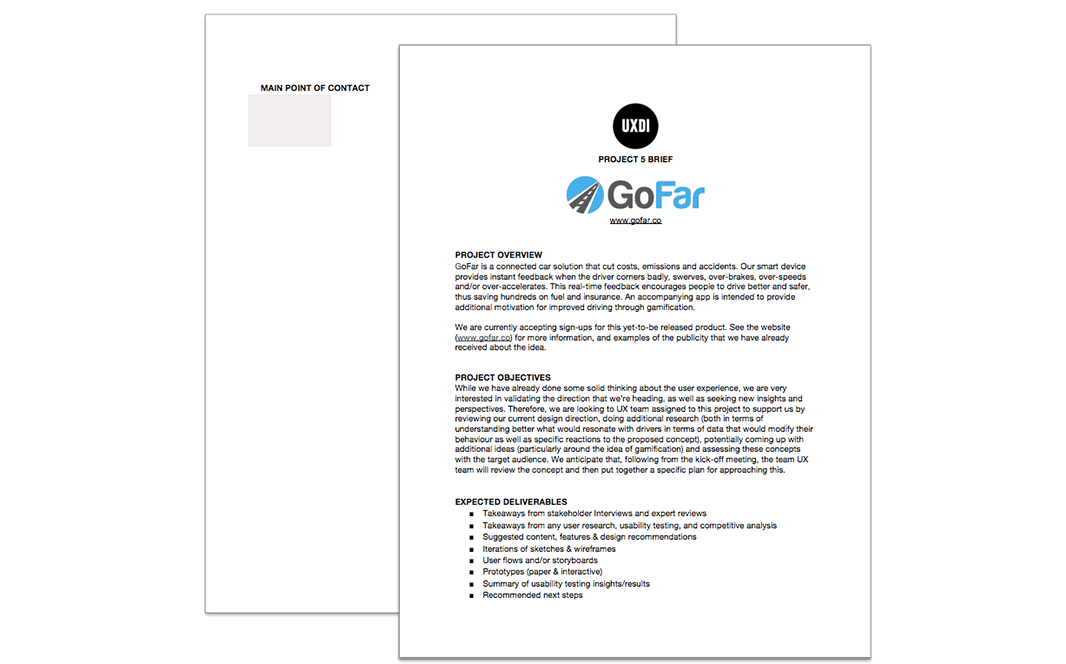 MAIN POINT OF CONTACT
UXDI
PROJECT 5 BRIEF
GoFar
www.gofar.co
PROJECT OVERVIEW
GoFar is a connected car solution that cut costs, emissions and accidents. Our smart device
provides instant feedback when the driver corners badly, swerves, over-brakes, over-speeds
and/or over-accelerates. This real-time feedback encourages people to drive better and safer,
thus saving hundreds on fuel and insurance. An accompanying app is intended to provide
additional motivation for improved driving through gamification.
We are currently accepting sign-ups for this yet-to-be released product. See the website
(www.gofar.co) for more information, and examples of the publicity that we have already
received about the idea.
PROJECT OBJECTIVES
While we have already done some solid thinking about the user experience, we are very
interested in validating the direction that we're heading, as well as seeking new insights and
perspectives. Therefore, we are looking to UX team assigned to this project to support us by
reviewing our current design direction, doing additional research (both in terms of
understanding better what would resonate with drivers in terms of data that would modify their
behaviour as well as specific reactions to the proposed concept), potentially coming up with
additional ideas (particularly around the idea of gamification) and assessing these concepts
with the target audience. We anticipate that, following from the kick-off meeting, the team UX
team will review the concept and then put together a specific plan for approaching this.
EXPECTED DELIVERABLES
▪ Takeaways from stakeholder Interviews and expert reviews
▪ Takeaways from any user research, usability testing, and competitive analysis
▪ Suggested content, features & design recommendations
▪ Iterations of sketches & wireframes
▪ User flows and/or storyboards
▪ Prototypes (paper & interactive)
▪ Summary of usability testing insights/results
▪ Recommended next steps